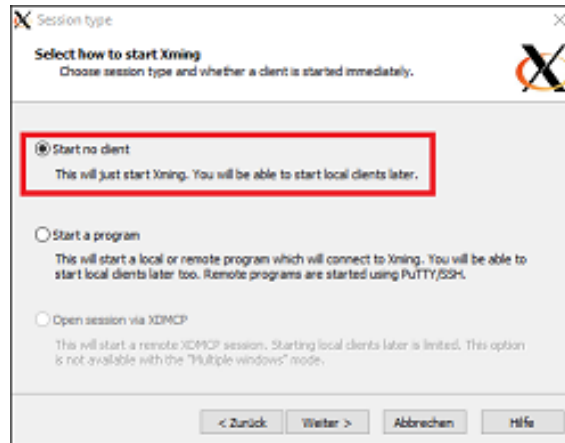 Session type
Select how to start Xming
Choose session type and whether a client is started immediately.
Start no client
This will just start Xming. You will be able to start local clients later.
Start a program
This will start a local or remote program which will connect to Xming. You will be able to
start local clients later too. Remote programs are started using PuTTY/SSH.
Open session via XDMCP
This will start a remote XDMCP session. Starting local clients later is limited. This option
is not available with the "Multiple windows" mode.
< Zurück
Weiter >
Abbrechen
Hilfe